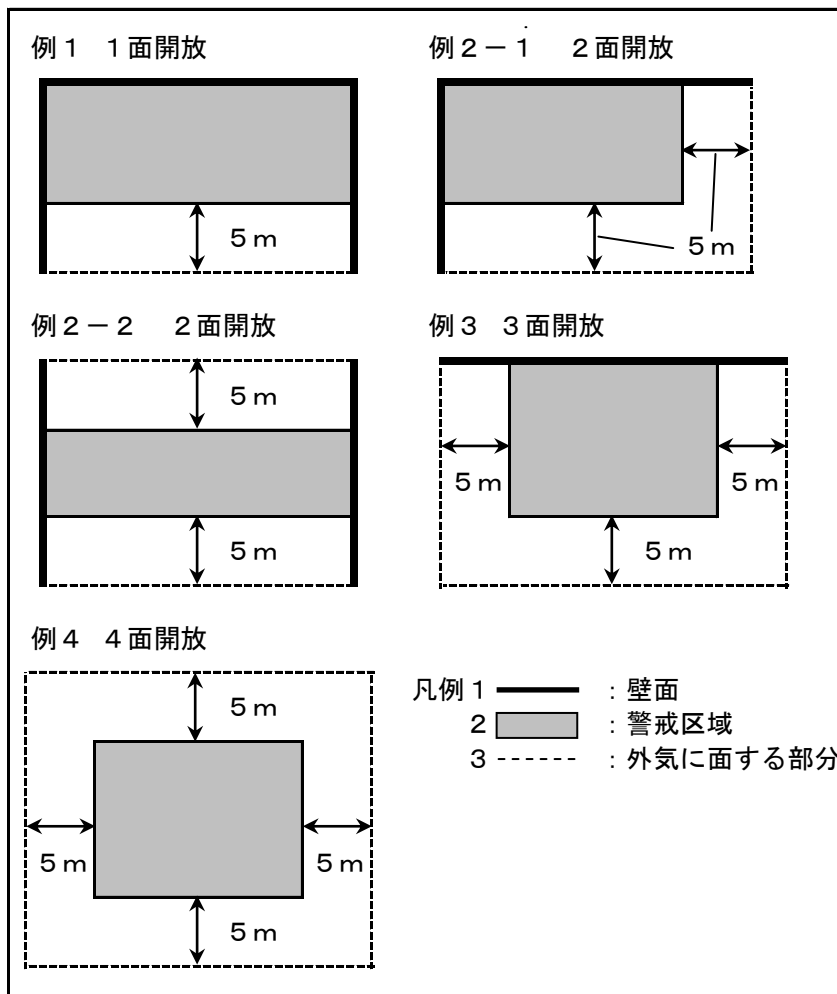 例1 1面開放
例2-1 2面開放
5m
5m
例2-2 2面開放
例3 3面開放
5m
5m
5m
5m
5m
例4 4面開放
5m
5m
5m
5m
凡例1 ：壁面
2 ：警戒区域
3 ：外気に面する部分